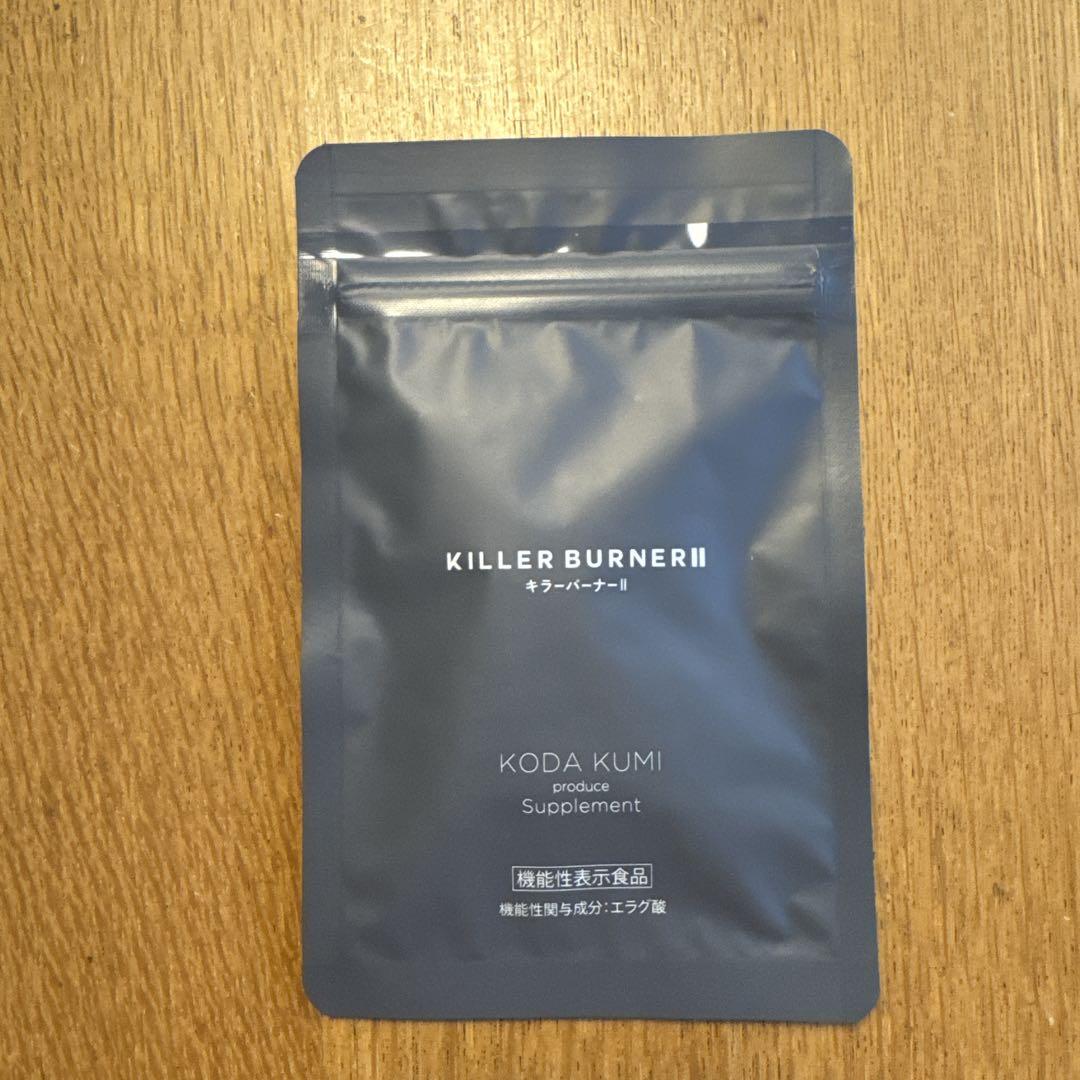 KILLER BURNERⅡ
キラーバーナーⅡ
KODA KUMI
produce
Supplement
機能性表示食品
機能性関与成分：エラグ酸